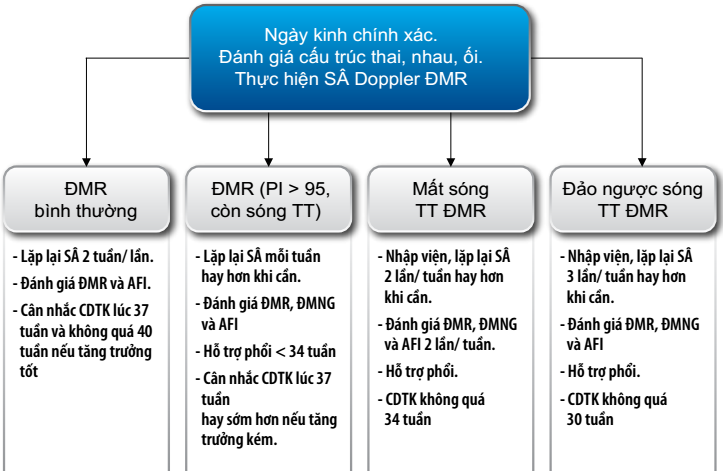 Ngày kinh chính xác.
Đánh giá cấu trúc thai, nhau, ối.
Thực hiện SÂ Doppler ĐMR
ĐMR
bình thường
- Lặp lại SÂ 2 tuần/ lần.
- Đánh giá ĐMR và AFI.
- Cân nhắc CDTK lúc 37
tuần và không quá 40
tuần nếu tăng trưởng
tốt
ĐMR (PI > 95,
còn sóng TT)
- Lặp lại SÂ mỗi tuần
hay hơn khi cần.
- Đánh giá ĐMR, ĐMNG
và AFI
- Hỗ trợ phổi < 34 tuần
- Cân nhắc CDTK lúc 37
tuần
hay sớm hơn nếu tăng
trưởng kém.
Mất sóng
TT ĐMR
- Nhập viện, lặp lại SÂ
2 lần/ tuần hay hơn
khi cần.
- Đánh giá ĐMR, ĐMNG
và AFI 2 lần/ tuần.
- Hỗ trợ phổi.
- CDTK không quá
34 tuần
Đảo ngược sóng
TT ĐMR
- Nhập viện, lặp lại SÂ
3 lần/ tuần hay hơn
khi cần.
- Đánh giá ĐMR, ĐMNG
và AFI
- Hỗ trợ phổi.
- CDTK không quá
30 tuần